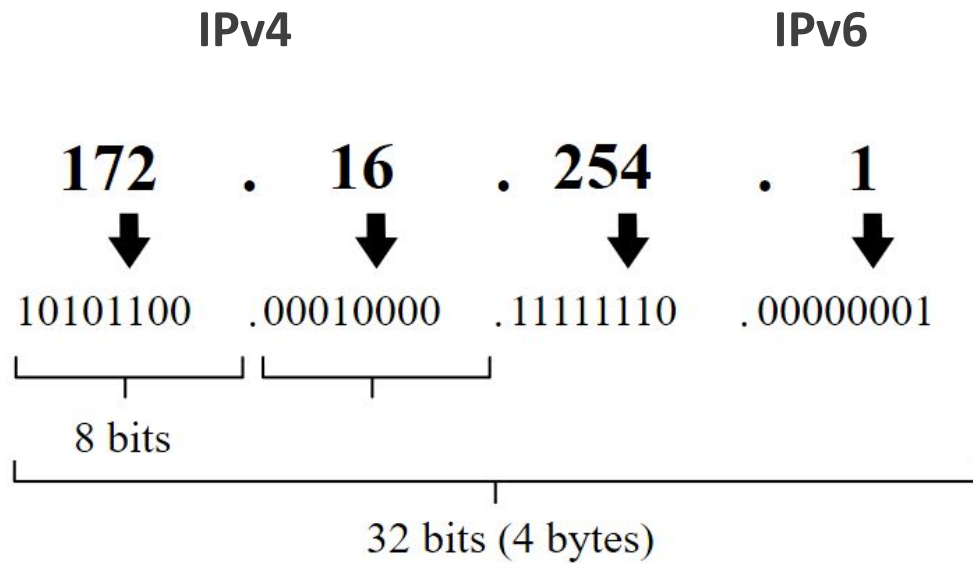 IPv4 IPv6
172 . 16 . 254 . 1
10101100 .00010000 .11111110 .00000001
8 bits
32 bits (4 bytes)